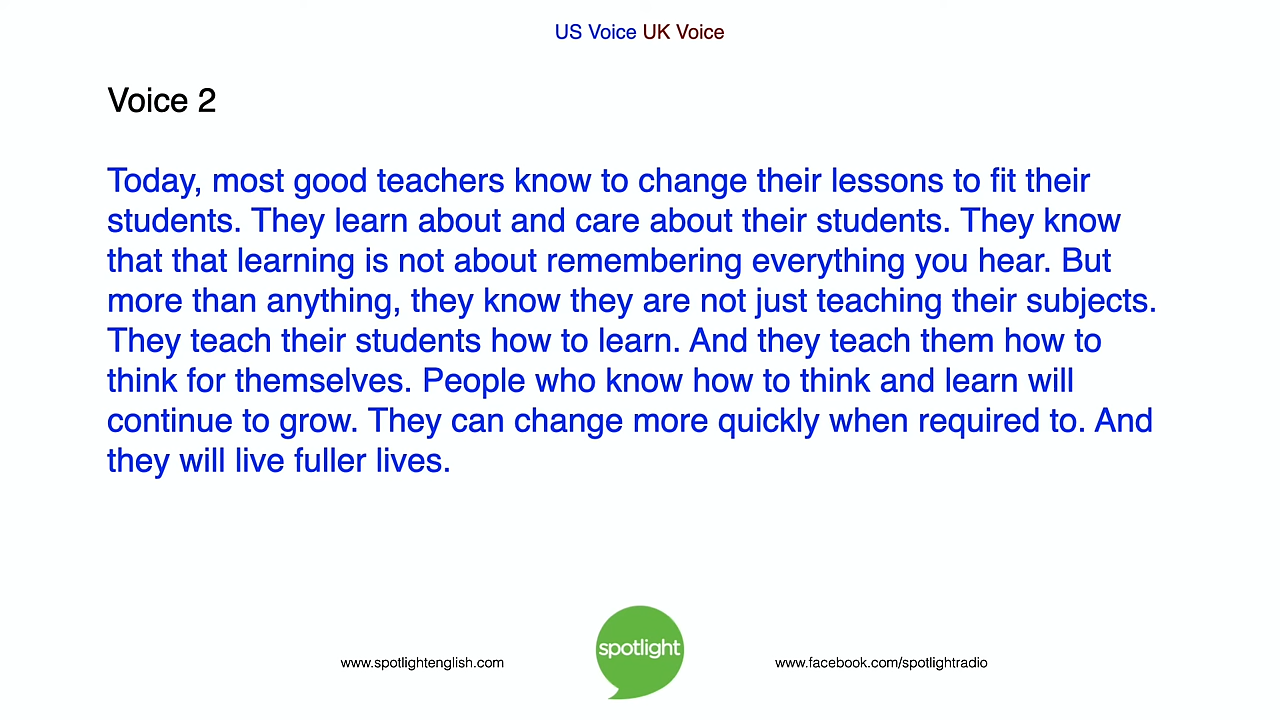 US Voice UK Voice
Voice 2
Today, most good teachers know to change their lessons to fit their
students. They learn about and care about their students. They know
that that learning is not about remembering everything you hear. But
more than anything, they know they are not just teaching their subjects.
They teach their students how to learn. And they teach them how to
think for themselves. People who know how to think and learn will
continue to grow. They can change more quickly when required to. And
they will live fuller lives.
www.spotlightenglish.com
spotlight
www.facebook.com/spotlightradio